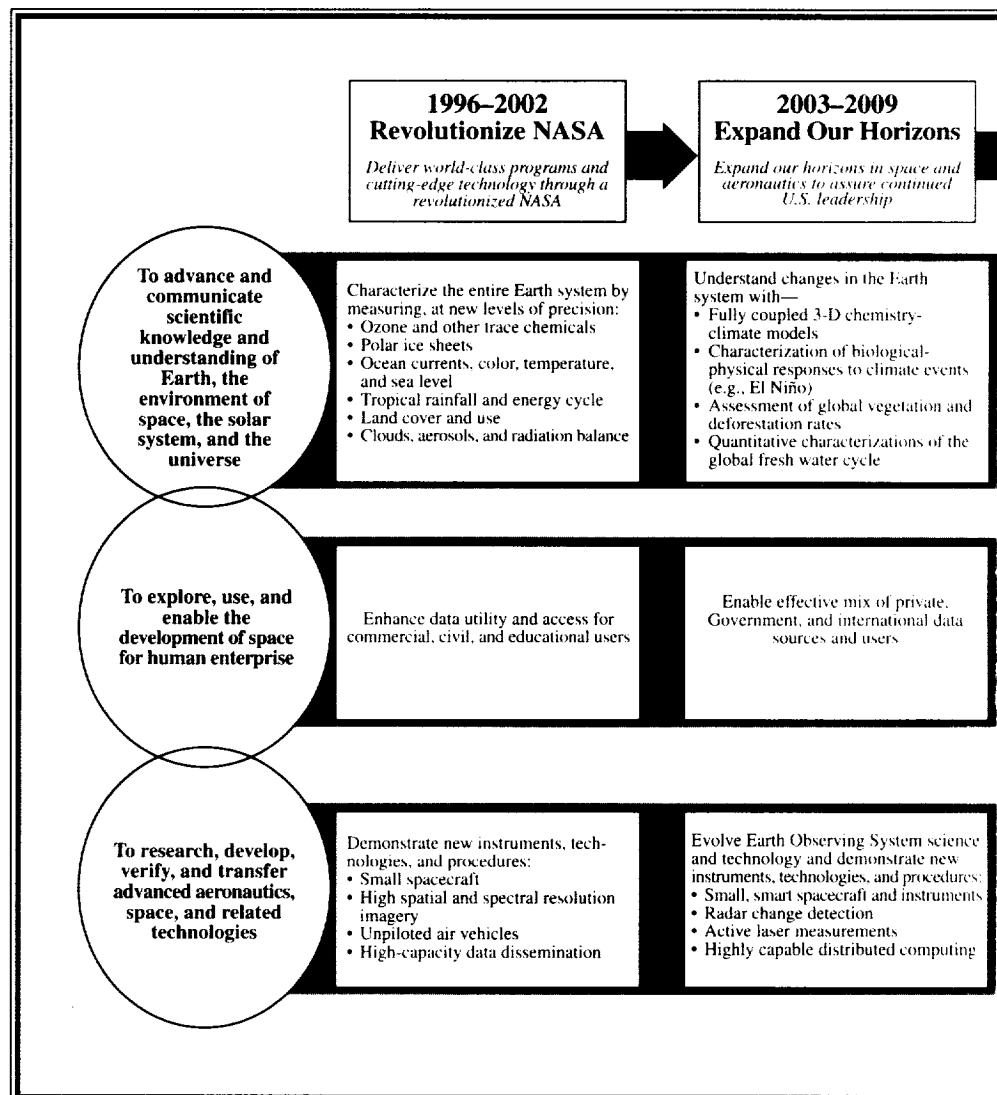 1996–2002
Revolutionize NASA
Deliver world-class programs and
cutting-edge technology through a
revolutionized NASA
2003–2009
Expand Our Horizons
Expand our horizons in space and
aeronautics to assure continued
U.S. leadership
To advance and
communicate
scientific
knowledge and
understanding of
Earth, the
environment of
space, the solar
system, and the
universe
Characterize the entire Earth system by
measuring, at new levels of precision:
• Ozone and other trace chemicals
• Polar ice sheets
• Ocean currents, color, temperature,
and sea level
• Tropical rainfall and energy cycle
• Land cover and use
• Clouds, aerosols, and radiation balance
Understand changes in the Earth
system with—
• Fully coupled 3-D chemistry-
climate models
• Characterization of biological-
physical responses to climate events
(e.g., El Niño)
• Assessment of global vegetation and
deforestation rates
• Quantitative characterizations of the
global fresh water cycle
To explore, use, and
enable the
development of space
for human enterprise
Enhance data utility and access for
commercial, civil, and educational users
Enable effective mix of private,
Government, and international data
sources and users
To research, develop,
verify, and transfer
advanced aeronautics,
space, and related
technologies
Demonstrate new instruments, tech-
nologies, and procedures:
• Small spacecraft
• High spatial and spectral resolution
imagery
• Unpiloted air vehicles
• High-capacity data dissemination
Evolve Earth Observing System science
and technology and demonstrate new
instruments, technologies, and procedures:
• Small, smart spacecraft and instruments
• Radar change detection
• Active laser measurements
• Highly capable distributed computing